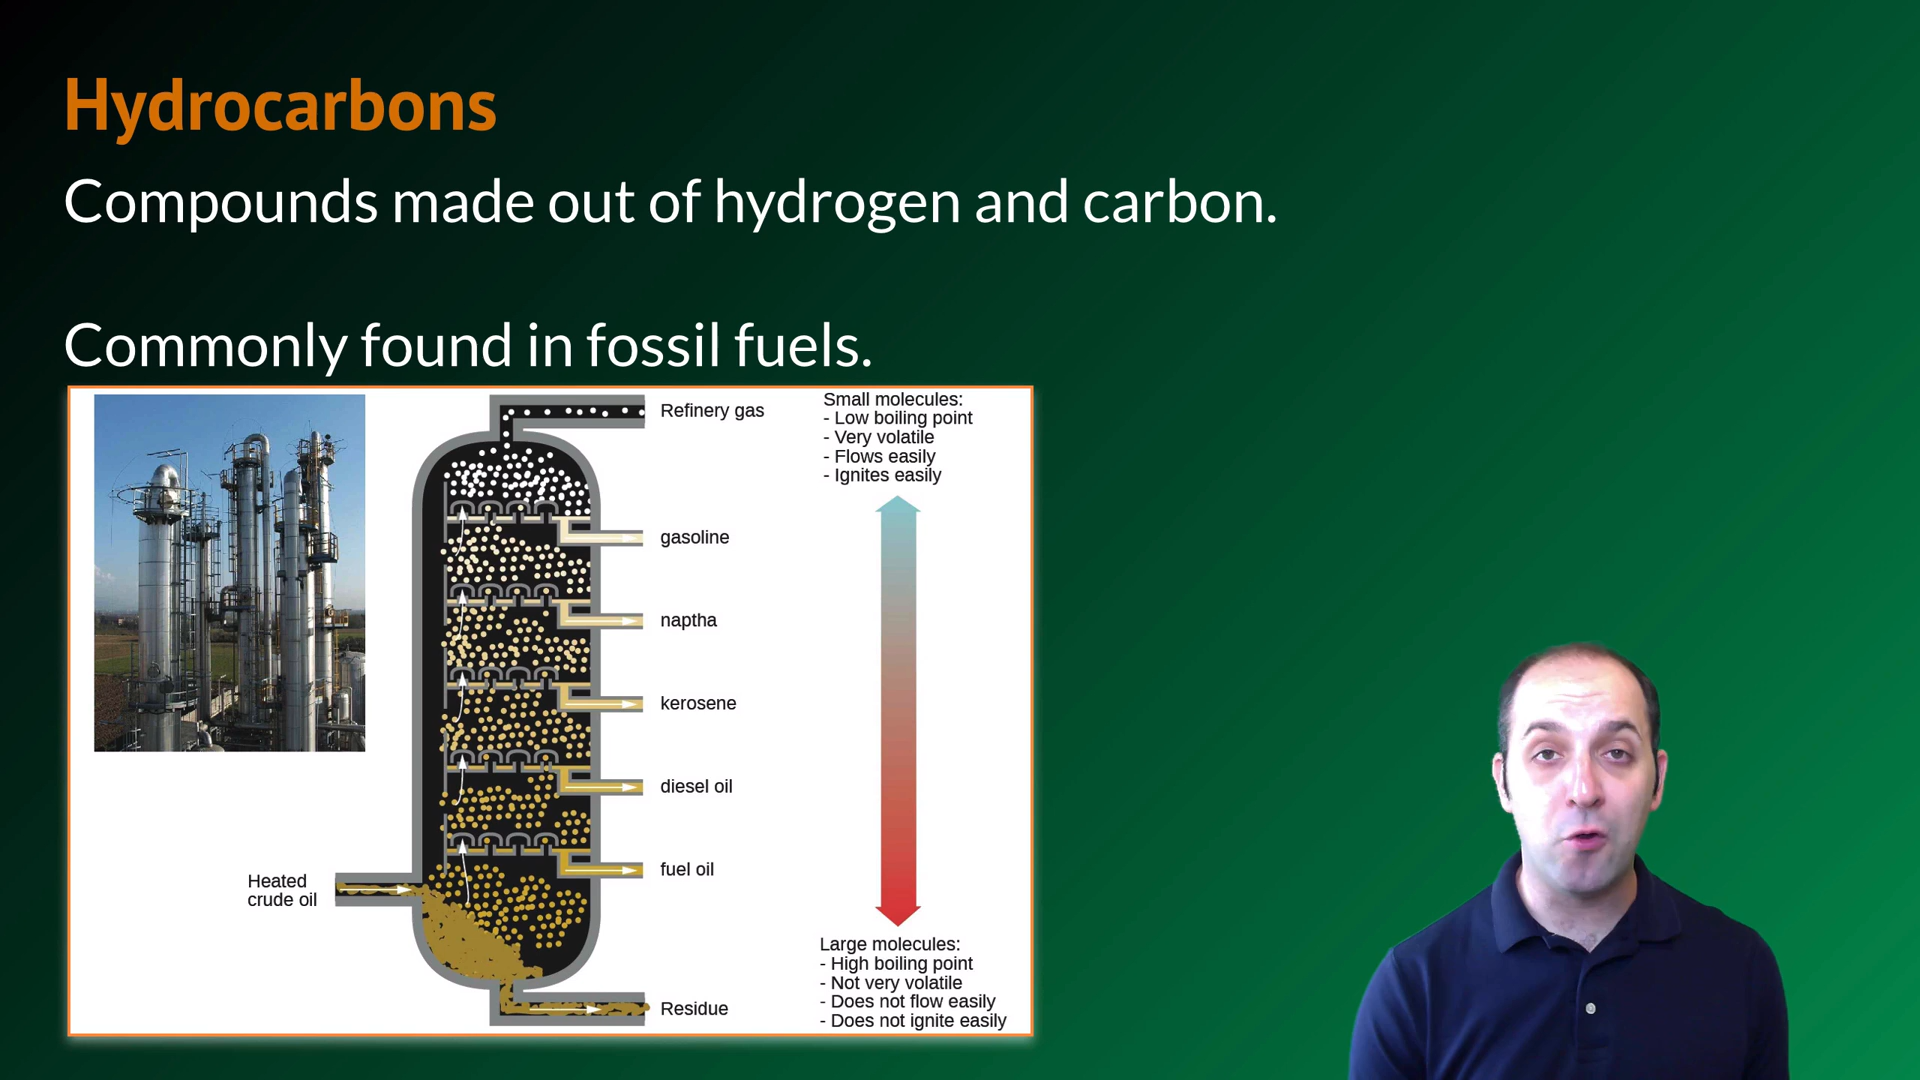 Hydrocarbons
Compounds made out of hydrogen and carbon.
Commonly found in fossil fuels.
Refinery gas
gasoline
naptha
kerosene
diesel oil
fuel oil
Heated
crude oil
Residue
Small molecules:
- Low boiling point
- Very volatile
- Flows easily
- Ignites easily
Large molecules:
- High boiling point
- Not very volatile
- Does not flow easily
- Does not ignite easily